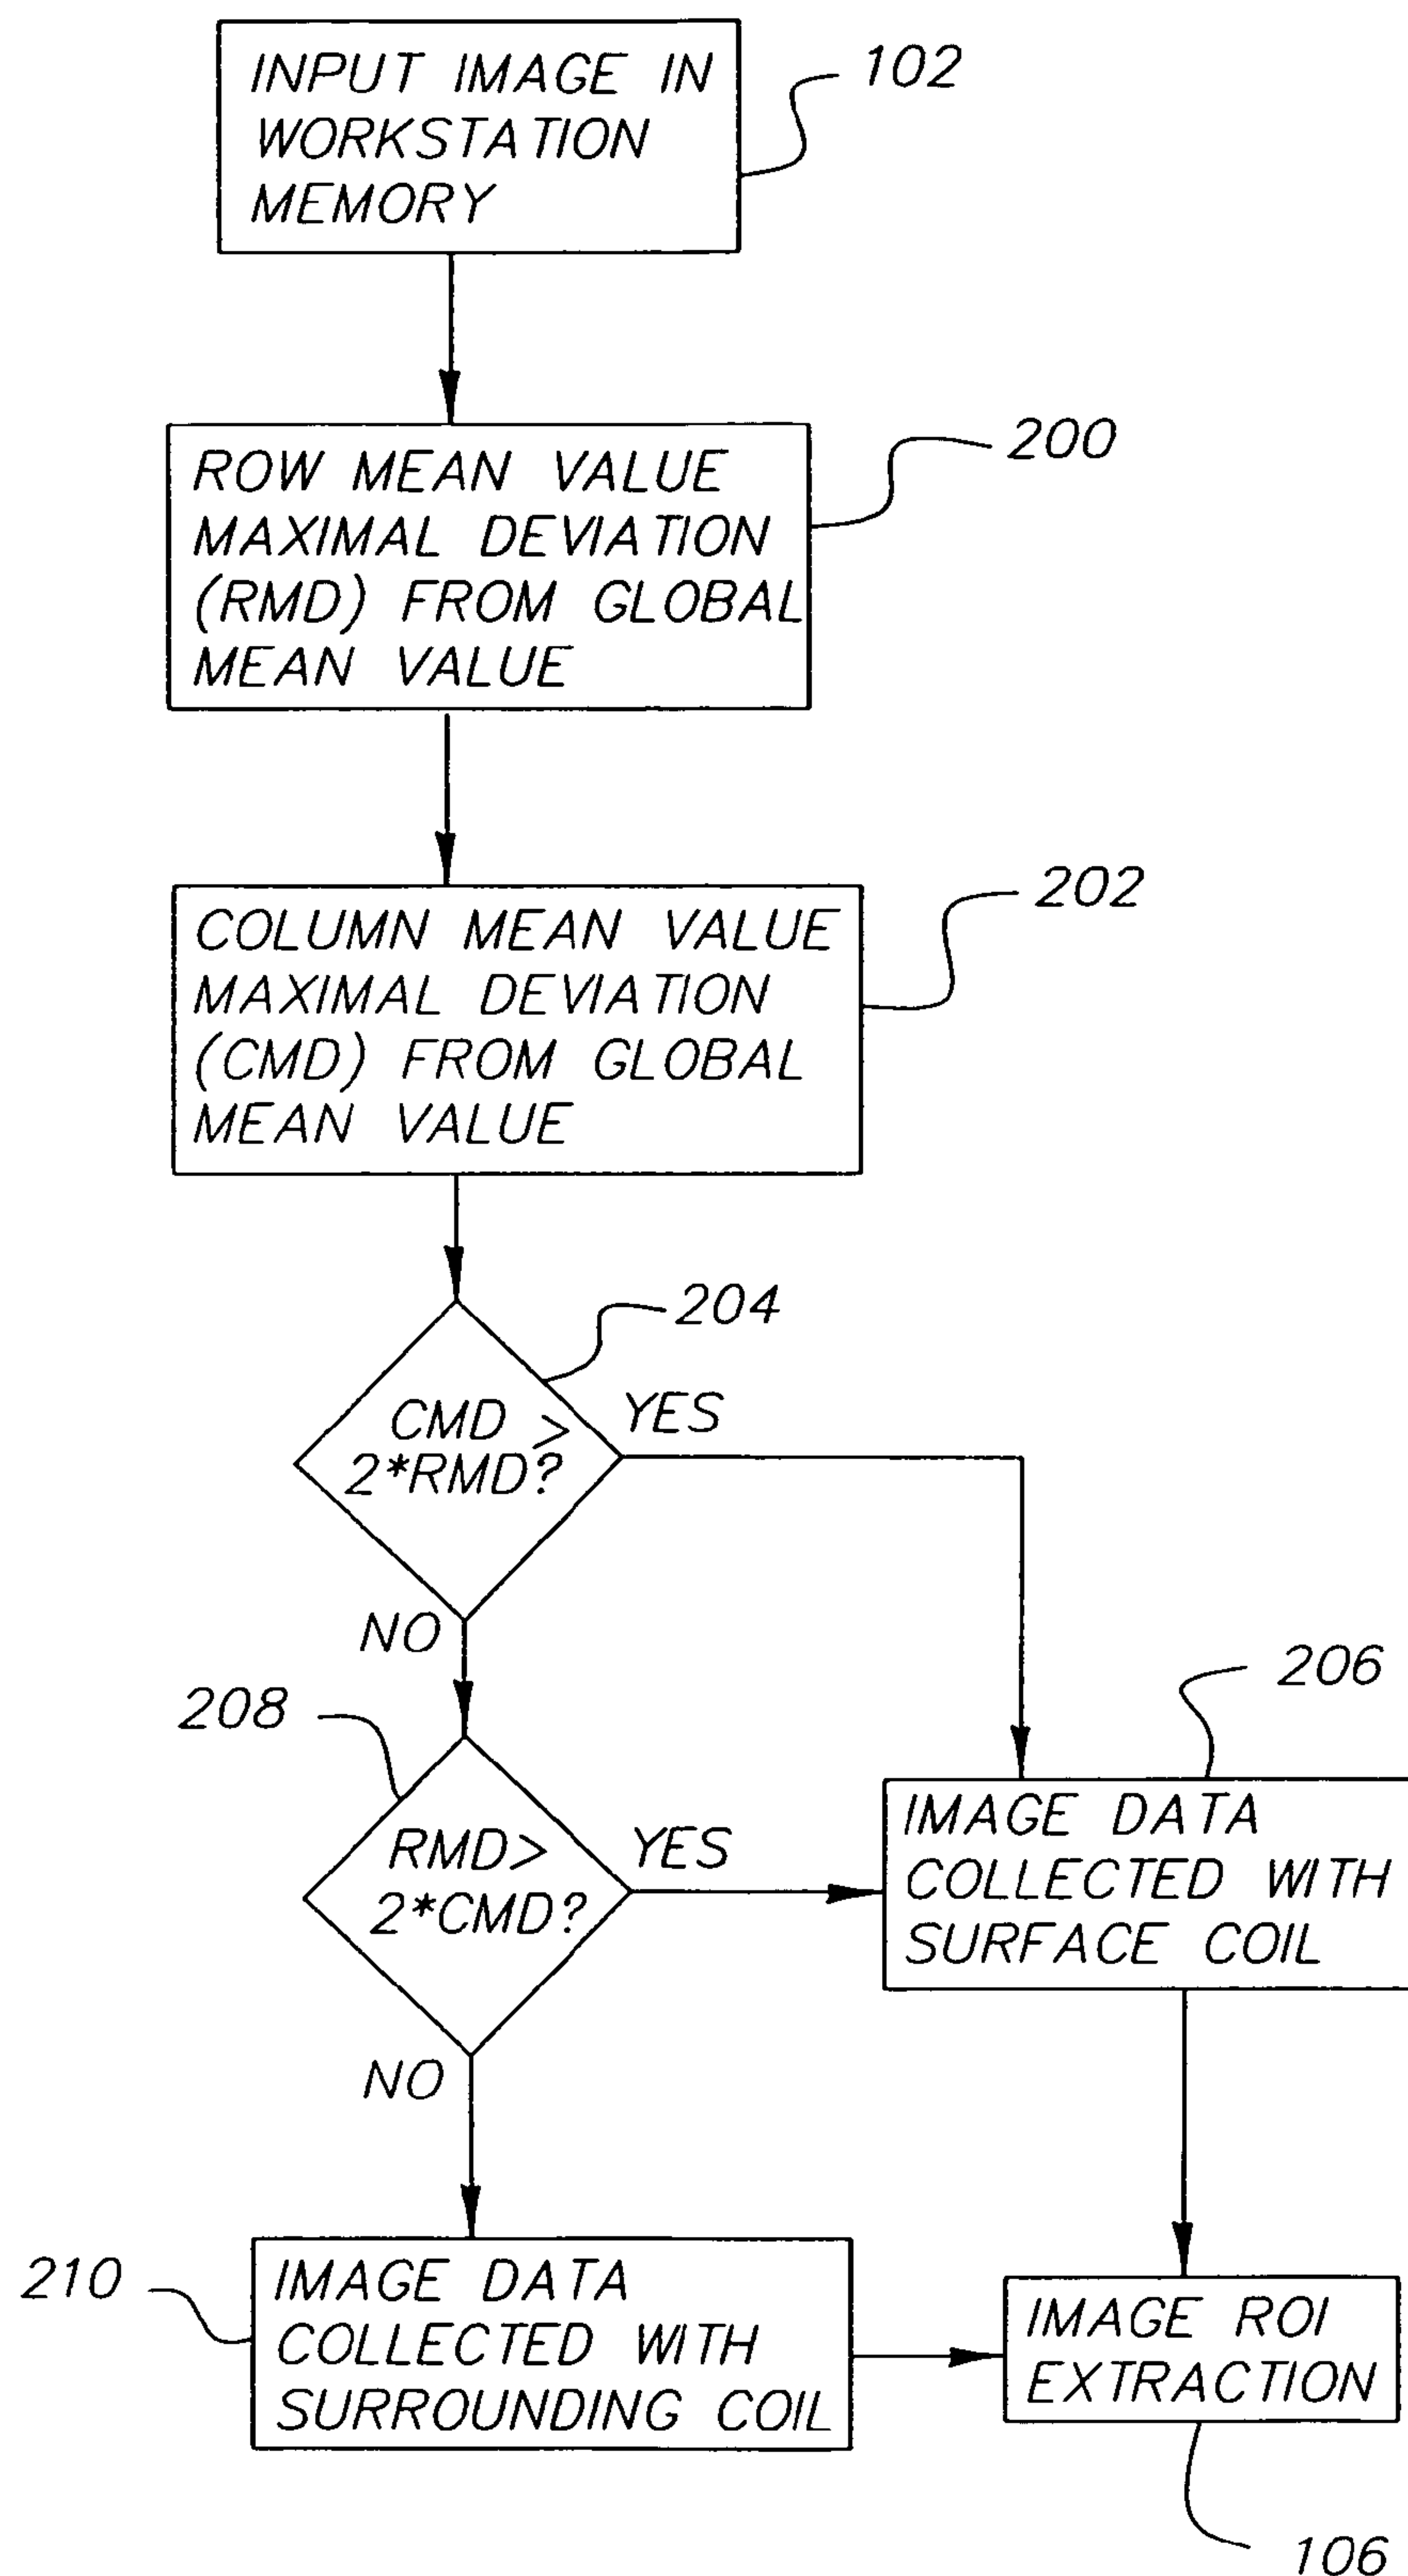 INPUT IMAGE IN
WORKSTATION
MEMORY
102
ROW MEAN VALUE
MAXIMAL DEVIATION
(RMD) FROM GLOBAL
MEAN VALUE
200
COLUMN MEAN VALUE
MAXIMAL DEVIATION
(CMD) FROM GLOBAL
MEAN VALUE
202
204
CMD >
2*RMD?
YES
NO
206
208
RMD>
2*CMD?
YES
NO
IMAGE DATA
COLLECTED WITH
SURFACE COIL
210
IMAGE DATA
COLLECTED WITH
SURROUNDING COIL
IMAGE ROI
EXTRACTION
106